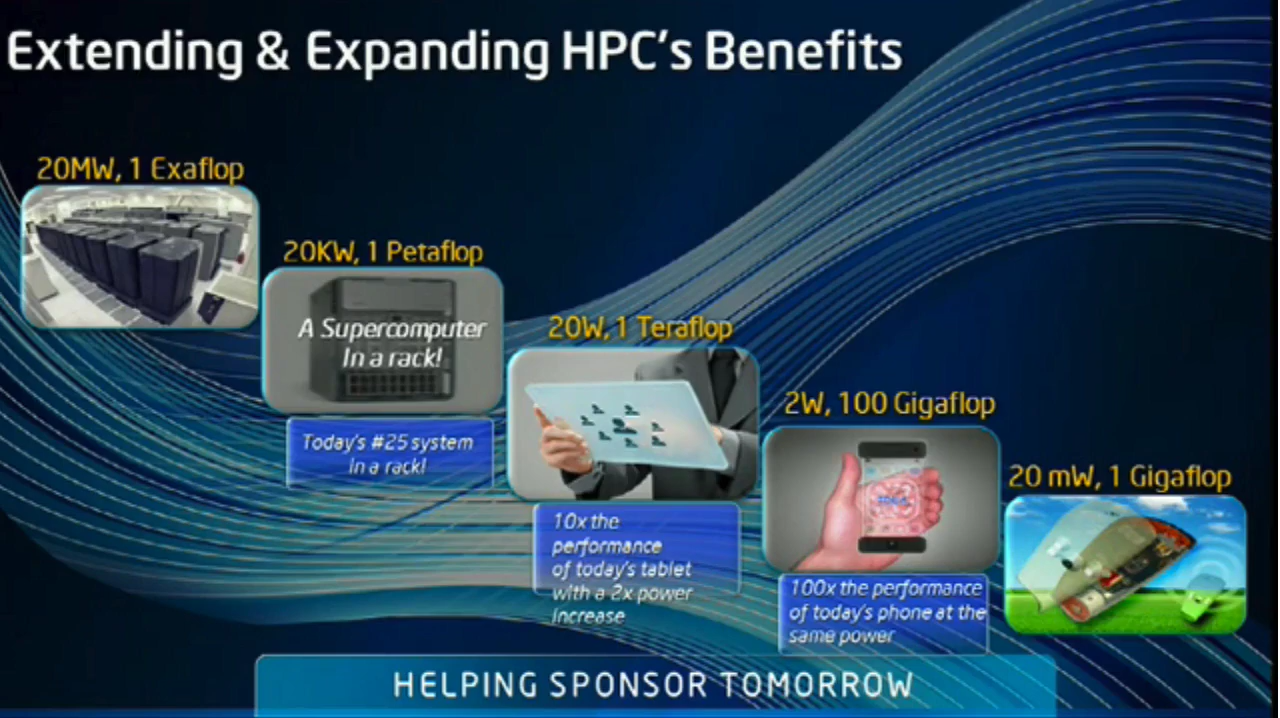 Extending & Expanding HPC's Benefits
20MW, 1 Exaflop
20KW, 1 Petaflop
A Supercomputer
In a rack!
Today's #25 system
In a rack!
20W, 1 Teraflop
10x the
performance
of today's tablet
with a 2x power
increase
2W, 100 Gigaflop
100x the performance
of today's phone at the
same power
20 mW, 1 Gigaflop
HELPING SPONSOR TOMORROW